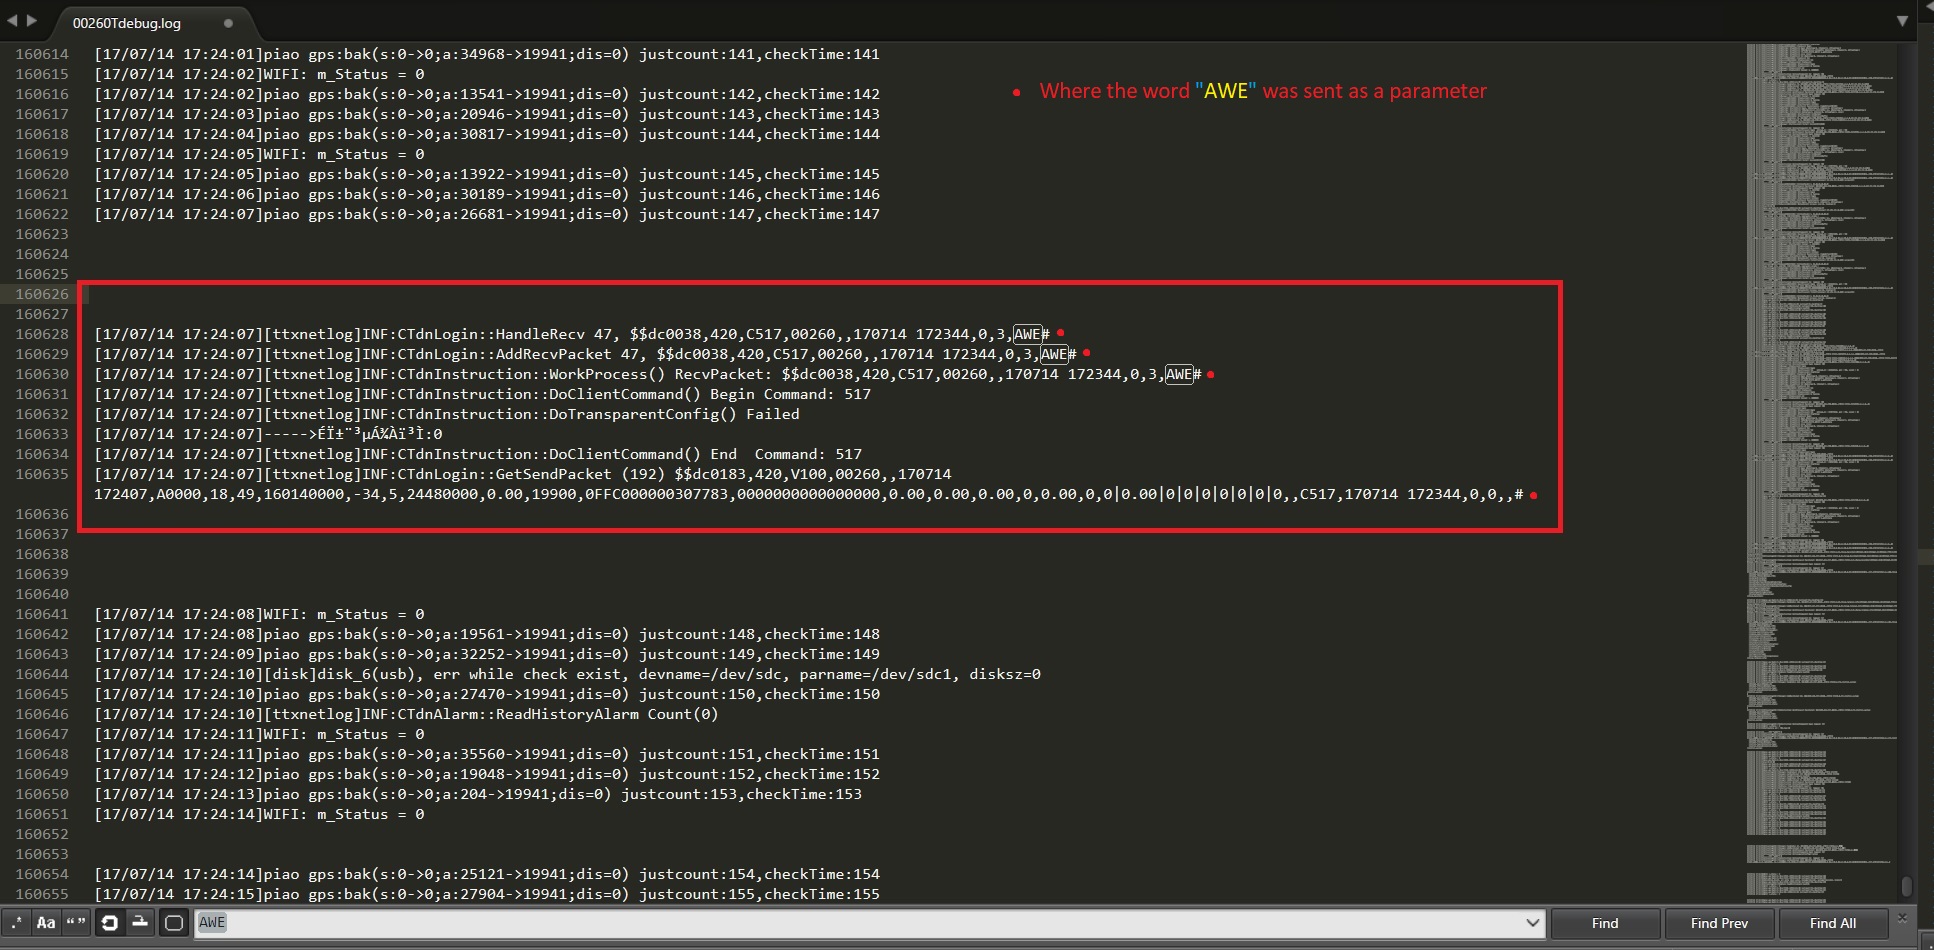 00260Tdebug.log
160614 [17/07/14 17:24:01]piao gps:bak(s:0->0;a:34968->19941;dis=0) justcount:141,checkTime:141
160615 [17/07/14 17:24:02]WIFI: m_Status = 0
160616 [17/07/14 17:24:02]piao gps:bak(s:0->0;a:13541->19941;dis=0) justcount:142,checkTime:142
• Where the word "AWE" was sent as a parameter
160617 [17/07/14 17:24:03]piao gps:bak(s:0->0;a:20946->19941;dis=0) justcount:143,checkTime:143
160618 [17/07/14 17:24:04]piao gps:bak(s:0->0;a:30817->19941;dis=0) justcount:144,checkTime:144
160619 [17/07/14 17:24:05]WIFI: m_Status = 0
160620 [17/07/14 17:24:05]piao gps:bak(s:0->0;a:13922->19941;dis=0) justcount:145,checkTime:145
160621 [17/07/14 17:24:06]piao gps:bak(s:0->0;a:30189->19941;dis=0) justcount:146,checkTime:146
160622 [17/07/14 17:24:07]piao gps:bak(s:0->0;a:26681->19941;dis=0) justcount:147,checkTime:147
160623
160624
160625
160626
160627
160628 [17/07/14 17:24:07][ttxnetlog]INF:CTdnLogin::HandleRecv 47, $$dc0038,420,C517,00260,,170714 172344,0,3,AWE#
160629 [17/07/14 17:24:07][ttxnetlog]INF:CTdnLogin::AddRecvPacket 47, $$dc0038,420,C517,00260,,170714 172344,0,3,AWE#
160630 [17/07/14 17:24:07][ttxnetlog]INF:CTdnInstruction::WorkProcess() RecvPacket: $$dc0038,420,C517,00260,,170714 172344,0,3,AWE#
160631 [17/07/14 17:24:07][ttxnetlog]INF:CTdnInstruction::DoClientCommand() Begin Command: 517
160632 [17/07/14 17:24:07][ttxnetlog]INF:CTdnInstruction::DoTransparentConfig() Failed
160633 [17/07/14 17:24:07]----->ÉÏ±¨³µÁ¾Àï³Ì:0
160634 [17/07/14 17:24:07][ttxnetlog]INF:CTdnInstruction::DoClientCommand() End  Command: 517
160635 [17/07/14 17:24:07][ttxnetlog]INF:CTdnLogin::GetSendPacket (192) $$dc0183,420,V100,00260,,170714
172407,A0000,18,49,160140000,-34,5,24480000,0.00,19900,0FFC000000307783,0000000000000000,0.00,0.00,0.00,0,0.00,0,0|0.00|0|0|0|0|0|0|0,,C517,170714 172344,0,0,,#
160636
160637
160638
160639
160640
160641 [17/07/14 17:24:08]WIFI: m_Status = 0
160642 [17/07/14 17:24:08]piao gps:bak(s:0->0;a:19561->19941;dis=0) justcount:148,checkTime:148
160643 [17/07/14 17:24:09]piao gps:bak(s:0->0;a:32252->19941;dis=0) justcount:149,checkTime:149
160644 [17/07/14 17:24:10][disk]disk_6(usb), err while check exist, devname=/dev/sdc, parname=/dev/sdc1, disksz=0
160645 [17/07/14 17:24:10]piao gps:bak(s:0->0;a:27470->19941;dis=0) justcount:150,checkTime:150
160646 [17/07/14 17:24:10][ttxnetlog]INF:CTdnAlarm::ReadHistoryAlarm Count(0)
160647 [17/07/14 17:24:11]WIFI: m_Status = 0
160648 [17/07/14 17:24:11]piao gps:bak(s:0->0;a:35560->19941;dis=0) justcount:151,checkTime:151
160649 [17/07/14 17:24:12]piao gps:bak(s:0->0;a:19048->19941;dis=0) justcount:152,checkTime:152
160650 [17/07/14 17:24:13]piao gps:bak(s:0->0;a:204->19941;dis=0) justcount:153,checkTime:153
160651 [17/07/14 17:24:14]WIFI: m_Status = 0
160652
160653
160654 [17/07/14 17:24:14]piao gps:bak(s:0->0;a:25121->19941;dis=0) justcount:154,checkTime:154
160655 [17/07/14 17:24:15]piao gps:bak(s:0->0;a:27904->19941;dis=0) justcount:155,checkTime:155
.* Aa “” AWE Find Find Prev Find All